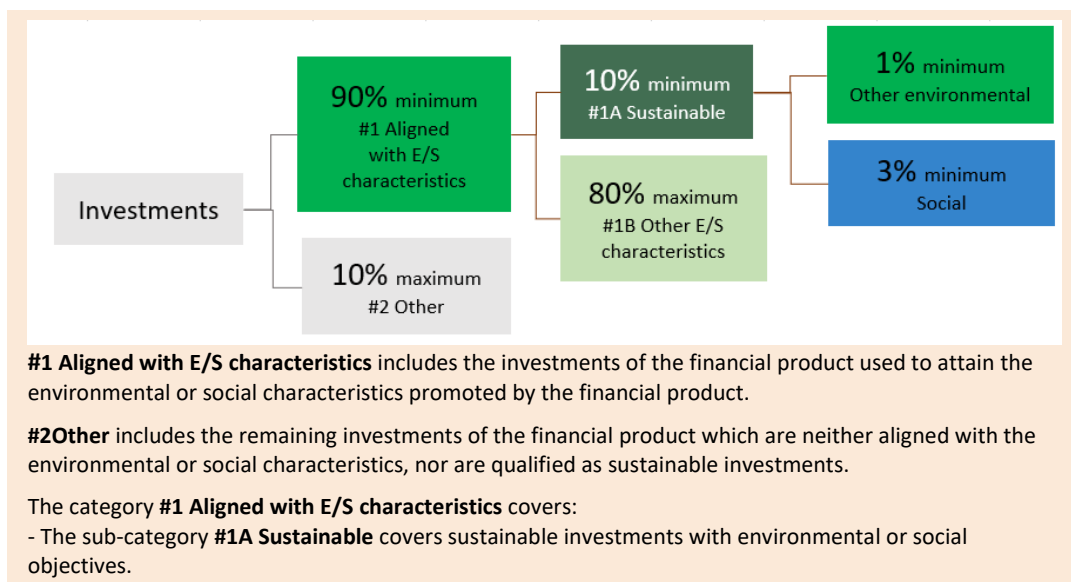 Investments
90% minimum
#1 Aligned
with E/S
characteristics
10% maximum
#2 Other
10% minimum
#1A Sustainable
80% maximum
#1B Other E/S
characteristics
1% minimum
Other environmental
3% minimum
Social
#1 Aligned with E/S characteristics includes the investments of the financial product used to attain the
environmental or social characteristics promoted by the financial product.
#2Other includes the remaining investments of the financial product which are neither aligned with the
environmental or social characteristics, nor are qualified as sustainable investments.
The category #1 Aligned with E/S characteristics covers:
- The sub-category #1A Sustainable covers sustainable investments with environmental or social
objectives.